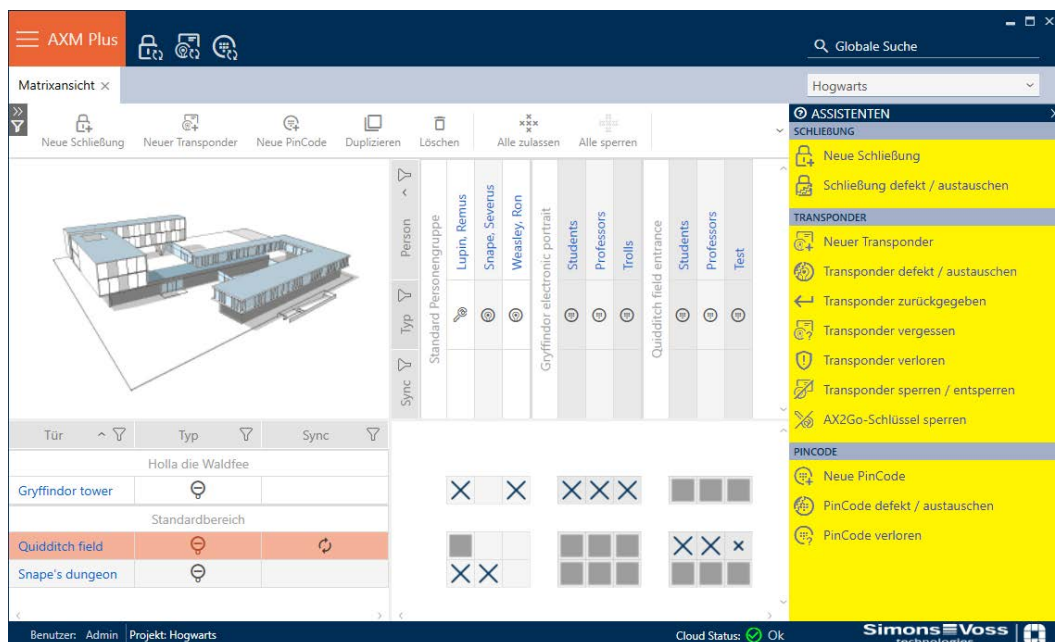 AXM Plus
Globale Suche
Matrixansicht
Hogwarts
Neue Schließung
Neuer Transponder
Neue PinCode
Duplizieren
Löschen
Alle zulassen
Alle sperren
ASSISTENTEN
SCHLIEßUNG
Neue Schließung
Schließung defekt / austauschen
TRANSPONDER
Neuer Transponder
Transponder defekt / austauschen
Transponder zurückgegeben
Transponder vergessen
Transponder verloren
Transponder sperren / entsperren
AX2Go-Schlüssel sperren
PINCODE
Neue PinCode
PinCode defekt / austauschen
PinCode verloren
Person
Typ
Sync
Standard Personengruppe
Lupin, Remus
Snape, Severus
Weasley, Ron
Gryffindor electronic portrait
Students
Professors
Trolls
Quidditch field entrance
Students
Professors
Test
Tür Typ Sync
Holla die Waldfee
Gryffindor tower
Standardbereich
Quidditch field
Snape's dungeon
Benutzer: Admin Projekt: Hogwarts
Cloud Status: Ok
Simons Voss
technologies